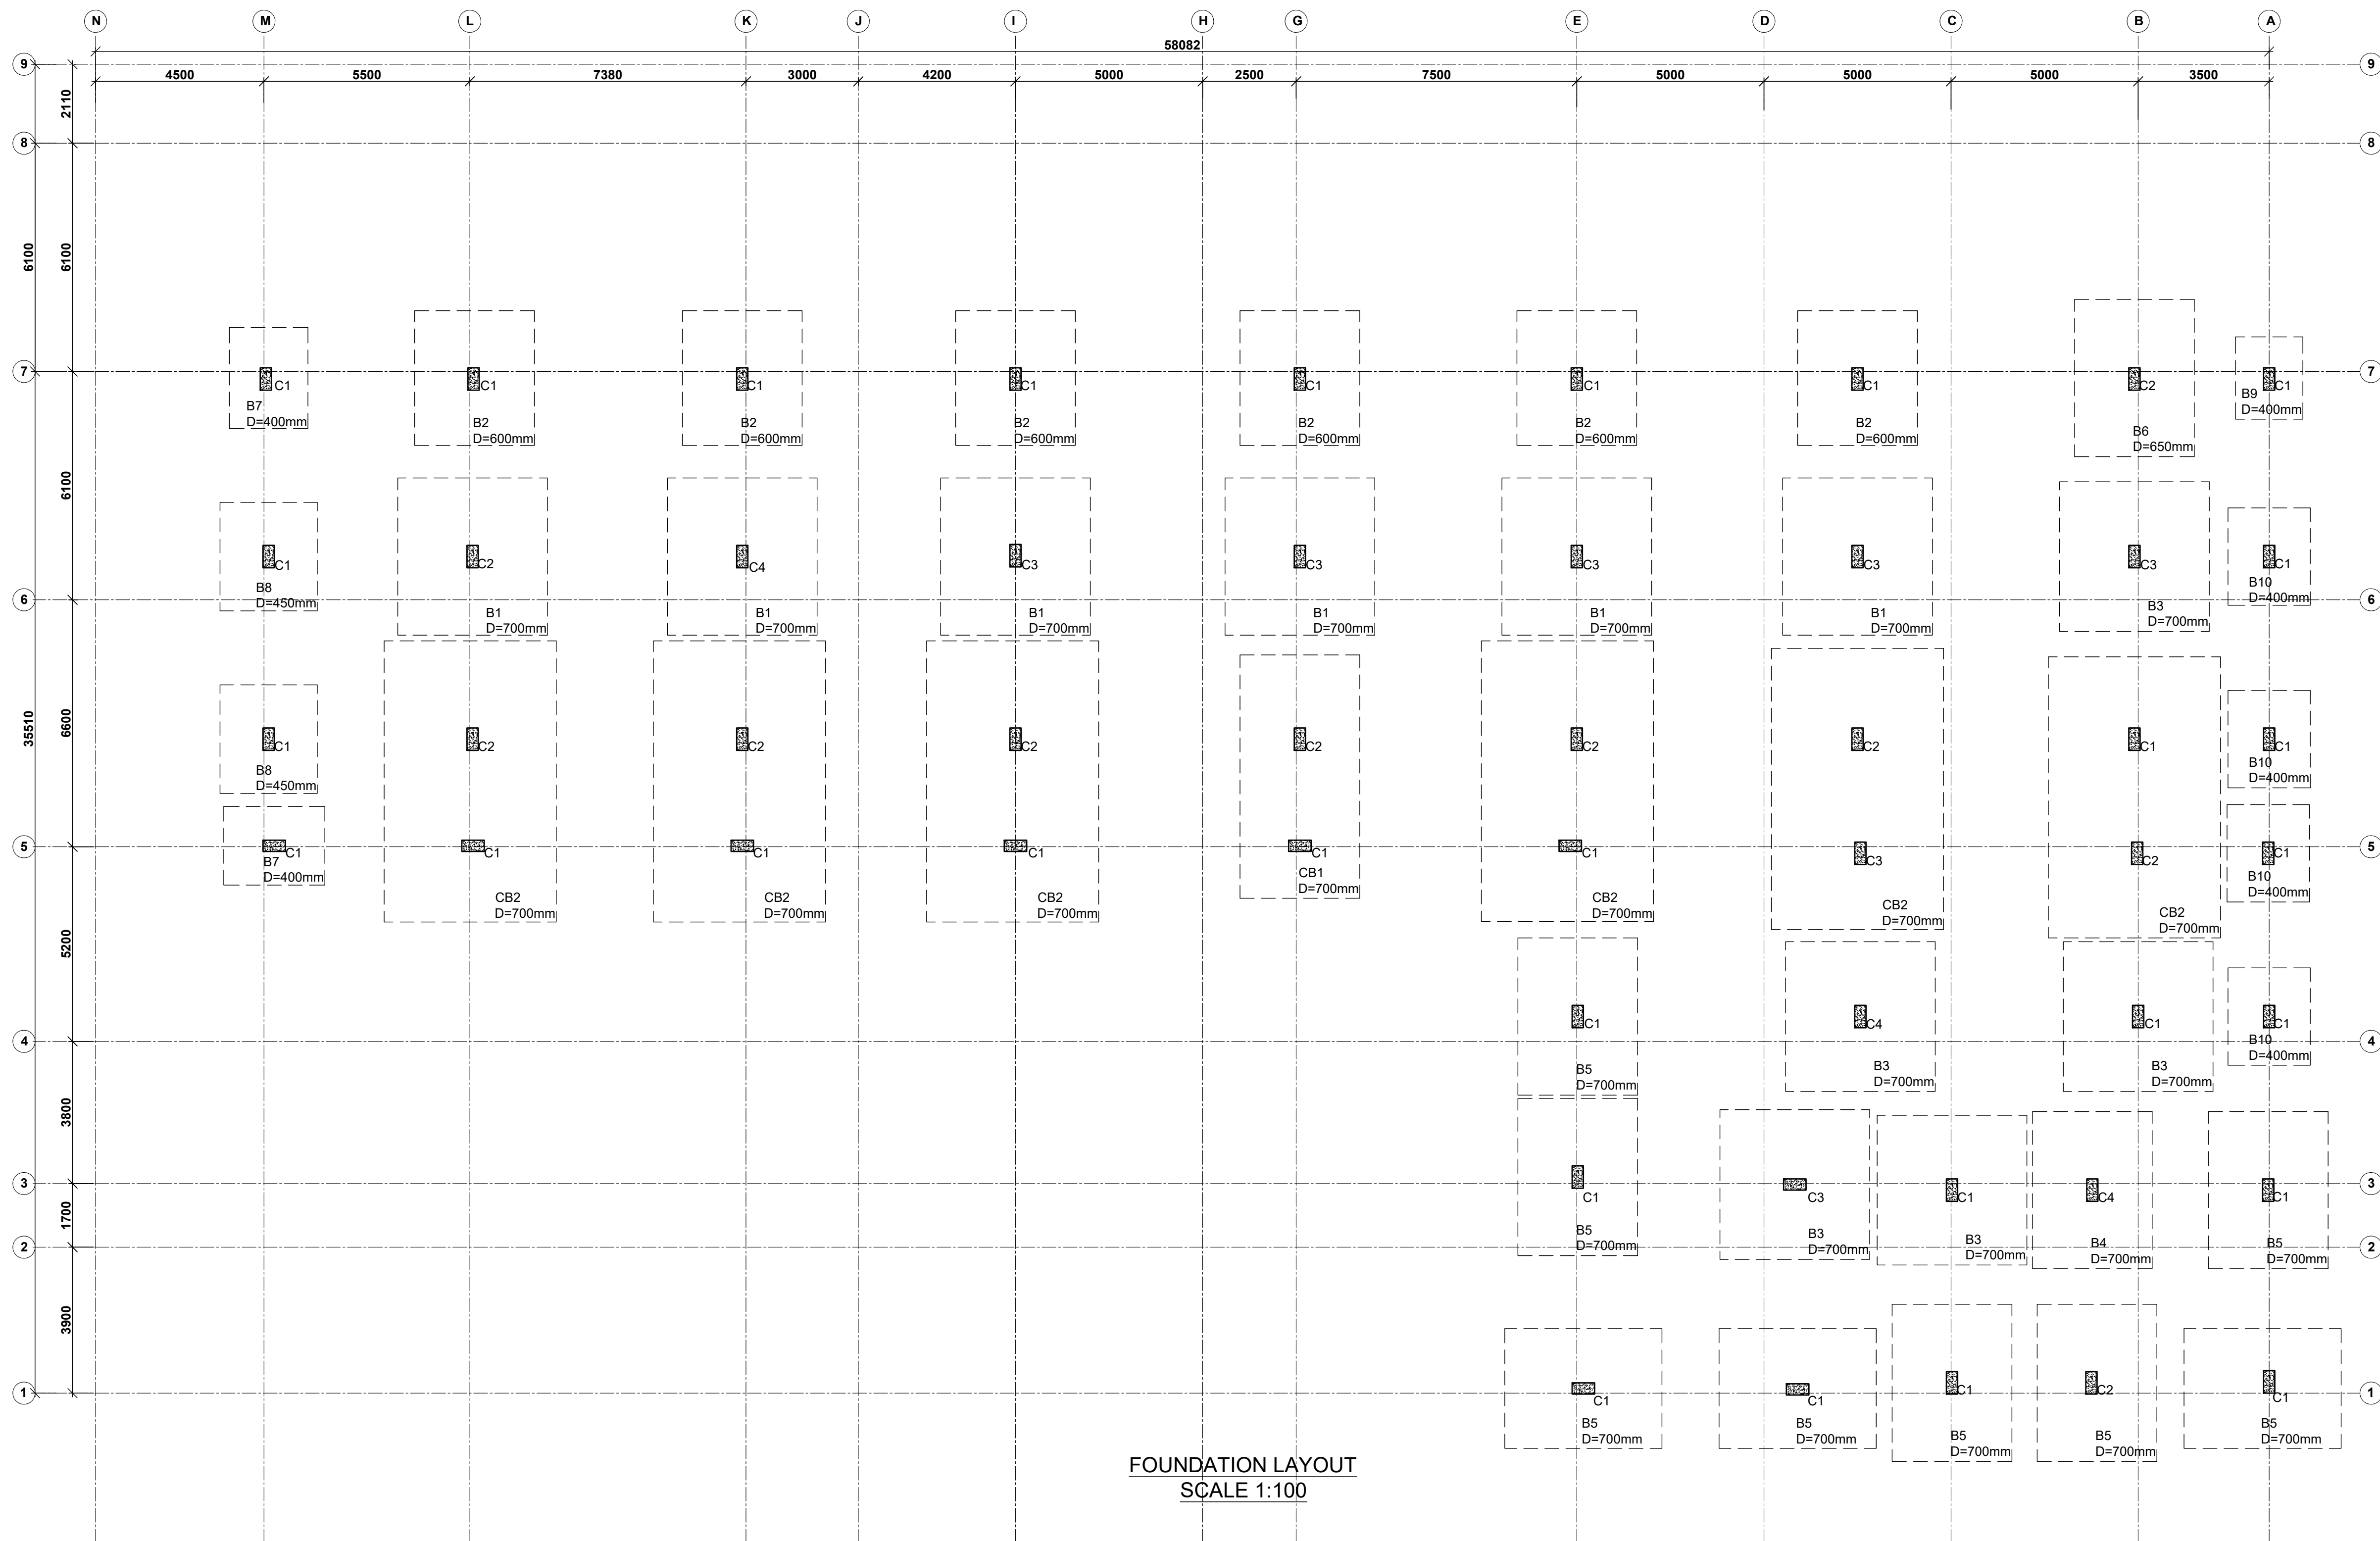 N M L K J I H G E D C B A
58082
9 9
4500 5500 7380 3000 4200 5000 2500 7500 5000 5000 5000 3500
2110
8 8
6100 6100
7 7
C1 C1 C1 C1 C1 C1 C1 C2 C1
B7 B2 B2 B2 B2 B2 B2 B6 B9
D=400mm D=600mm D=600mm D=600mm D=600mm D=600mm D=600mm D=650mm D=400mm
6100
C1 C2 C4 C3 C3 C3 C3 C3 C1
B8 B1 B1 B1 B1 B1 B1 B3 B10
D=450mm D=700mm D=700mm D=700mm D=700mm D=700mm D=700mm D=700mm D=400mm
6 6
35510 6600
C1 C2 C2 C2 C2 C2 C2 C1 C1
B8 B10
D=450mm D=400mm
5 5
C1 C1 C1 C1 C1 C1 C3 C2 C1
B7 CB2 CB2 CB2 CB1 CB2 CB2 CB2 B10
D=400mm D=700mm D=700mm D=700mm D=700mm D=700mm D=700mm D=700mm D=400mm
5200
C1 C4 C1 C1
4 4
B5 B3 B3 B10
D=700mm D=700mm D=700mm D=400mm
3800
3 3
C1 C3 C1 C4 C1
1700
B5 B3 B3 B4 B5
D=700mm D=700mm D=700mm D=700mm D=700mm
2 2
3900
1 1
C1 C1 C1 C2 C1
B5 B5 B5 B5 B5
D=700mm D=700mm D=700mm D=700mm D=700mm
FOUNDATION LAYOUT
SCALE 1:100